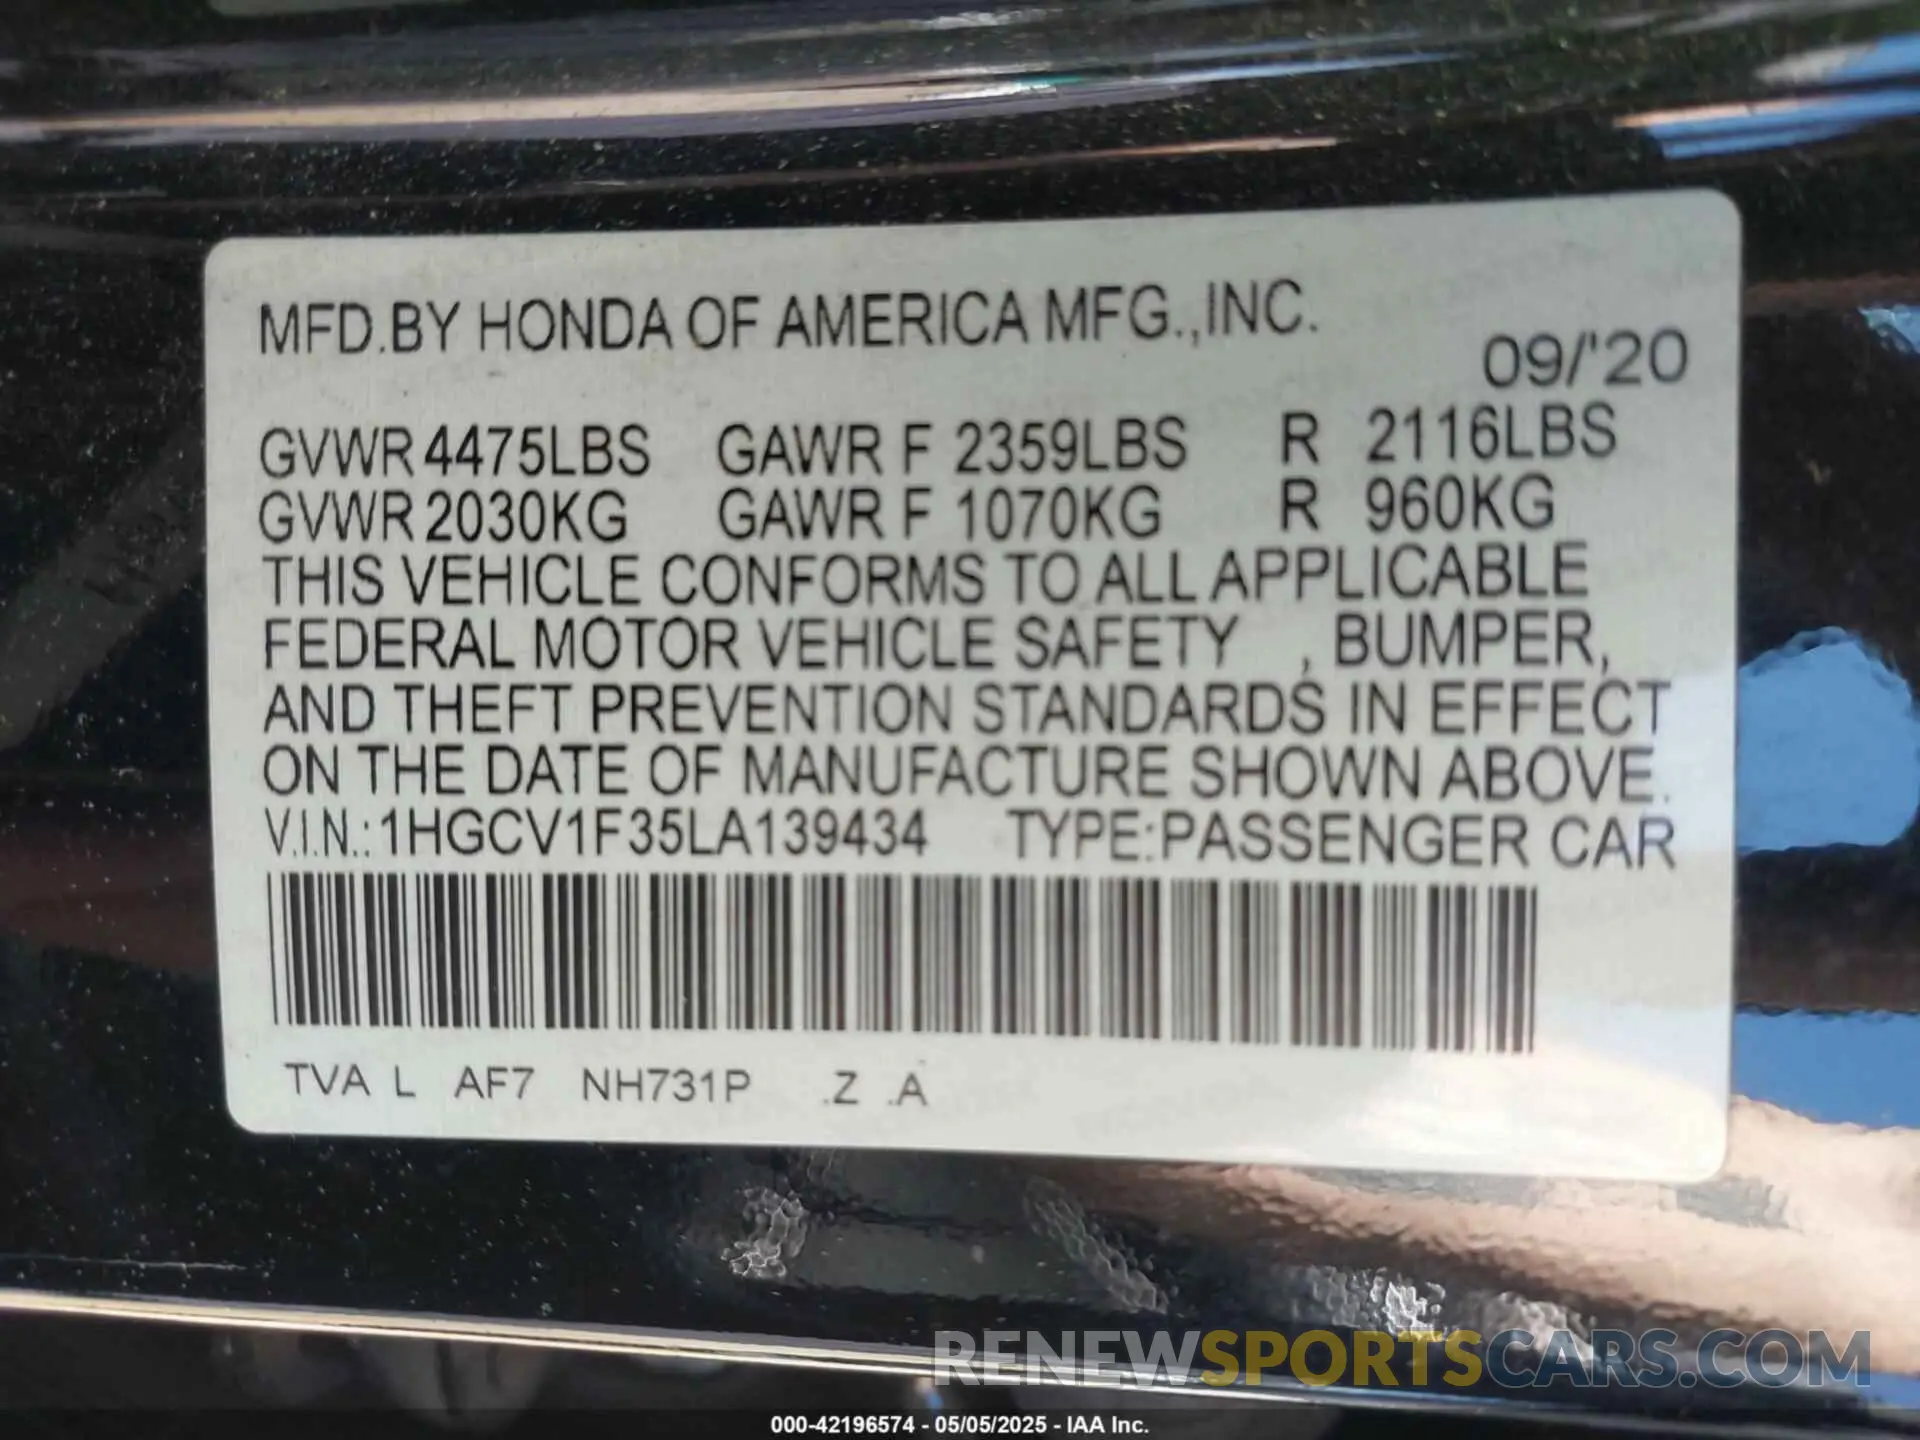 MFD.BY HONDA OF AMERICA MFG.,INC.
09/'20
GVWR 4475LBS GAWR F 2359LBS R 2116LBS
GVWR 2030KG GAWR F 1070KG R 960KG
THIS VEHICLE CONFORMS TO ALL APPLICABLE
FEDERAL MOTOR VEHICLE SAFETY , BUMPER,
AND THEFT PREVENTION STANDARDS IN EFFECT
ON THE DATE OF MANUFACTURE SHOWN ABOVE.
V.I.N.:1HGCV1F35LA139434 TYPE:PASSENGER CAR
TVA L AF7 NH731P .Z .A
RENEWSPORTSCARS.COM
000-42196574 - 05/05/2025 - IAA Inc.